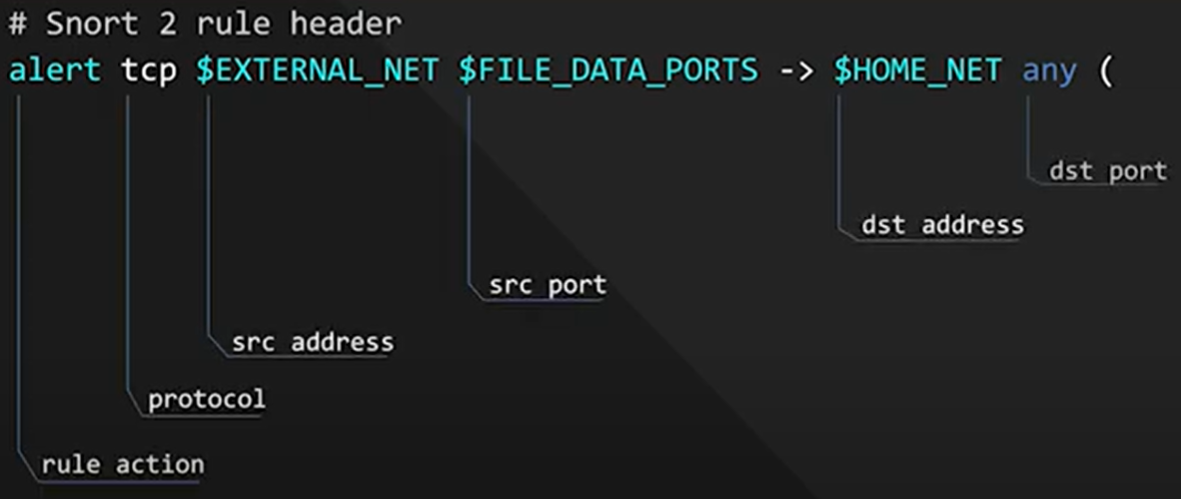 # Snort 2 rule header
alert tcp $EXTERNAL_NET $FILE_DATA_PORTS -> $HOME_NET any (
dst port
dst address
src port
src address
protocol
rule action